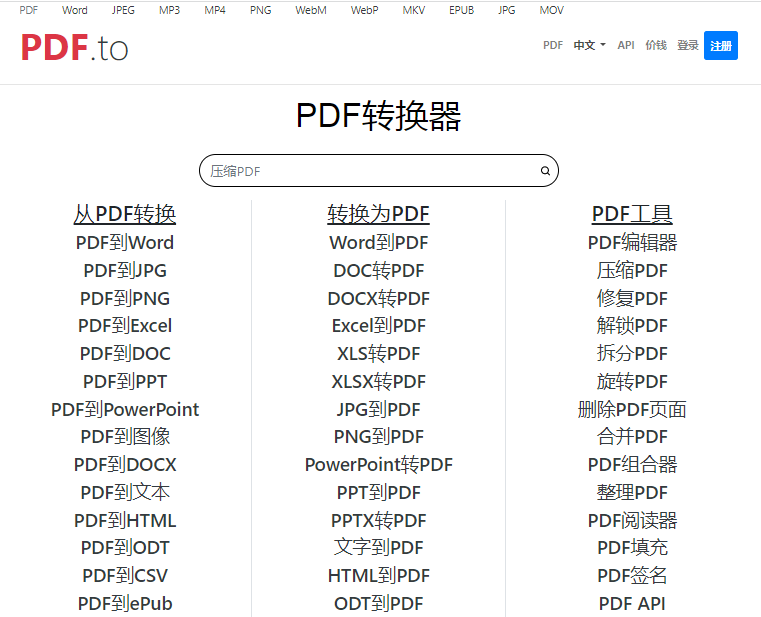 PDF Word JPEG MP3 MP4 PNG WebM WebP MKV EPUB JPG MOV
PDF.to
PDF 中文 API 价钱 登录 注册
PDF转换器
压缩PDF
从PDF转换
PDF到Word
PDF到JPG
PDF到PNG
PDF到Excel
PDF到DOC
PDF到PPT
PDF到PowerPoint
PDF到图像
PDF到DOCX
PDF到文本
PDF到HTML
PDF到ODT
PDF到CSV
PDF到ePub
转换为PDF
Word到PDF
DOC转PDF
DOCX转PDF
Excel到PDF
XLS转PDF
XLSX转PDF
JPG到PDF
PNG到PDF
PowerPoint转PDF
PPT到PDF
PPTX转PDF
文字到PDF
HTML到PDF
ODT到PDF
PDF工具
PDF编辑器
压缩PDF
修复PDF
解锁PDF
拆分PDF
旋转PDF
删除PDF页面
合并PDF
PDF组合器
整理PDF
PDF阅读器
PDF填充
PDF签名
PDF API